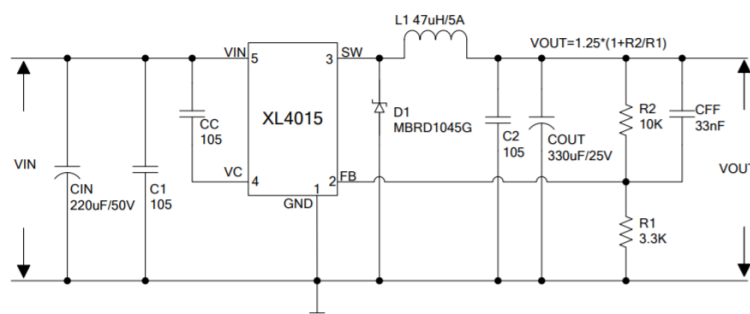 L1 47uH/5A
VOUT=1.25*(1+R2/R1)
VIN
5
3
SW
CC
105
XL4015
D1
MBRD1045G
C2
105
COUT
330uF/25V
R2
10K
CFF
33nF
VIN
CIN
220uF/50V
C1
105
VC
4
2
FB
1
GND
R1
3.3K
VOUT